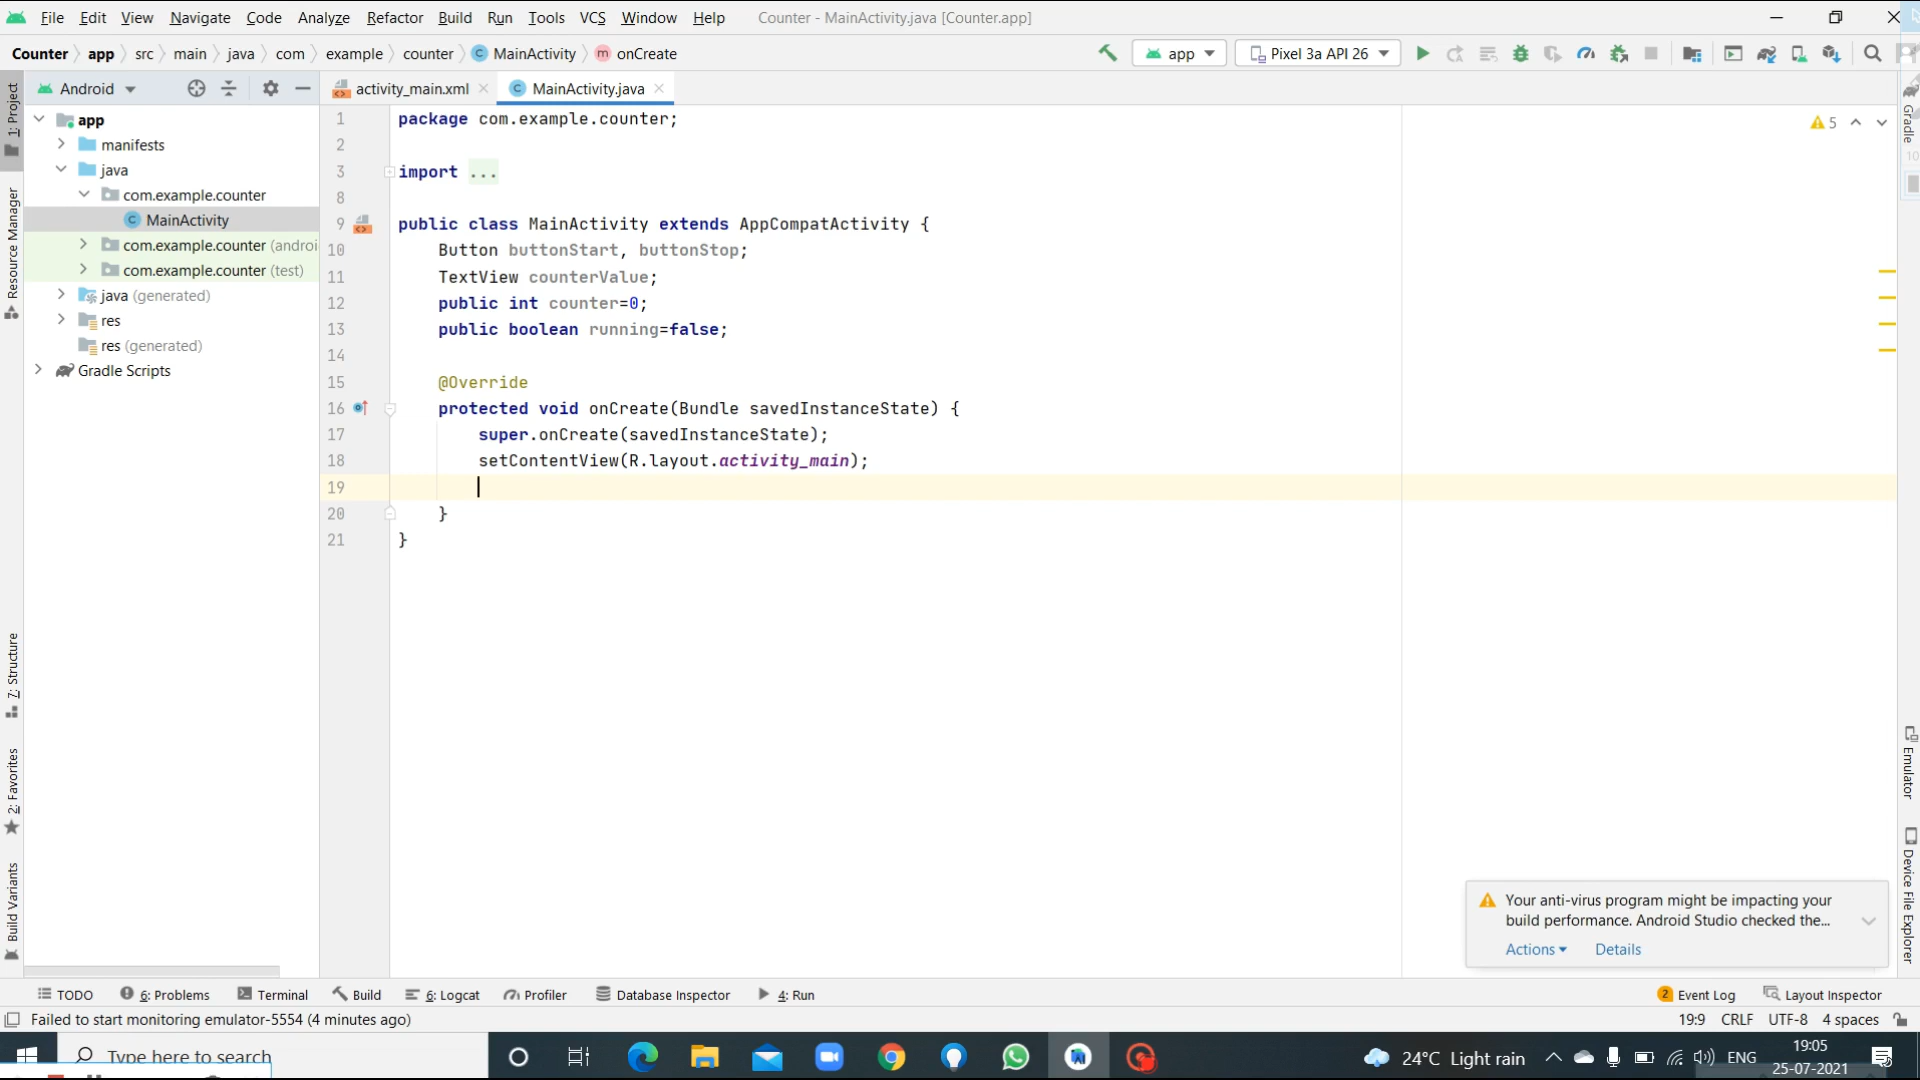 File Edit View Navigate Code Analyze Refactor Build Run Tools VCS Window Help Counter - MainActivity.java [Counter.app]
Counter app src main java com example counter MainActivity onCreate app Pixel 3a API 26
Android activity_main.xml MainActivity.java
1: Project
Resource Manager
7: Structure
2: Favorites
Build Variants
app
manifests
java
com.example.counter
MainActivity
com.example.counter (androi
com.example.counter (test)
java (generated)
res
res (generated)
Gradle Scripts
1 package com.example.counter;
2
3 import ...
8
9 public class MainActivity extends AppCompatActivity {
10 Button buttonStart, buttonStop;
11 TextView counterValue;
12 public int counter=0;
13 public boolean running=false;
14
15 @Override
16 protected void onCreate(Bundle savedInstanceState) {
17 super.onCreate(savedInstanceState);
18 setContentView(R.layout.activity_main);
19
20 }
21 }
5
Gradle
10
Emulator
Device File Explorer
Your anti-virus program might be impacting your
build performance. Android Studio checked the...
Actions Details
TODO 6: Problems Terminal Build 6: Logcat Profiler Database Inspector 4: Run 2 Event Log Layout Inspector
Failed to start monitoring emulator-5554 (4 minutes ago) 19:9 CRLF UTF-8 4 spaces
Type here to search 24°C Light rain ENG 19:05
25-07-2021